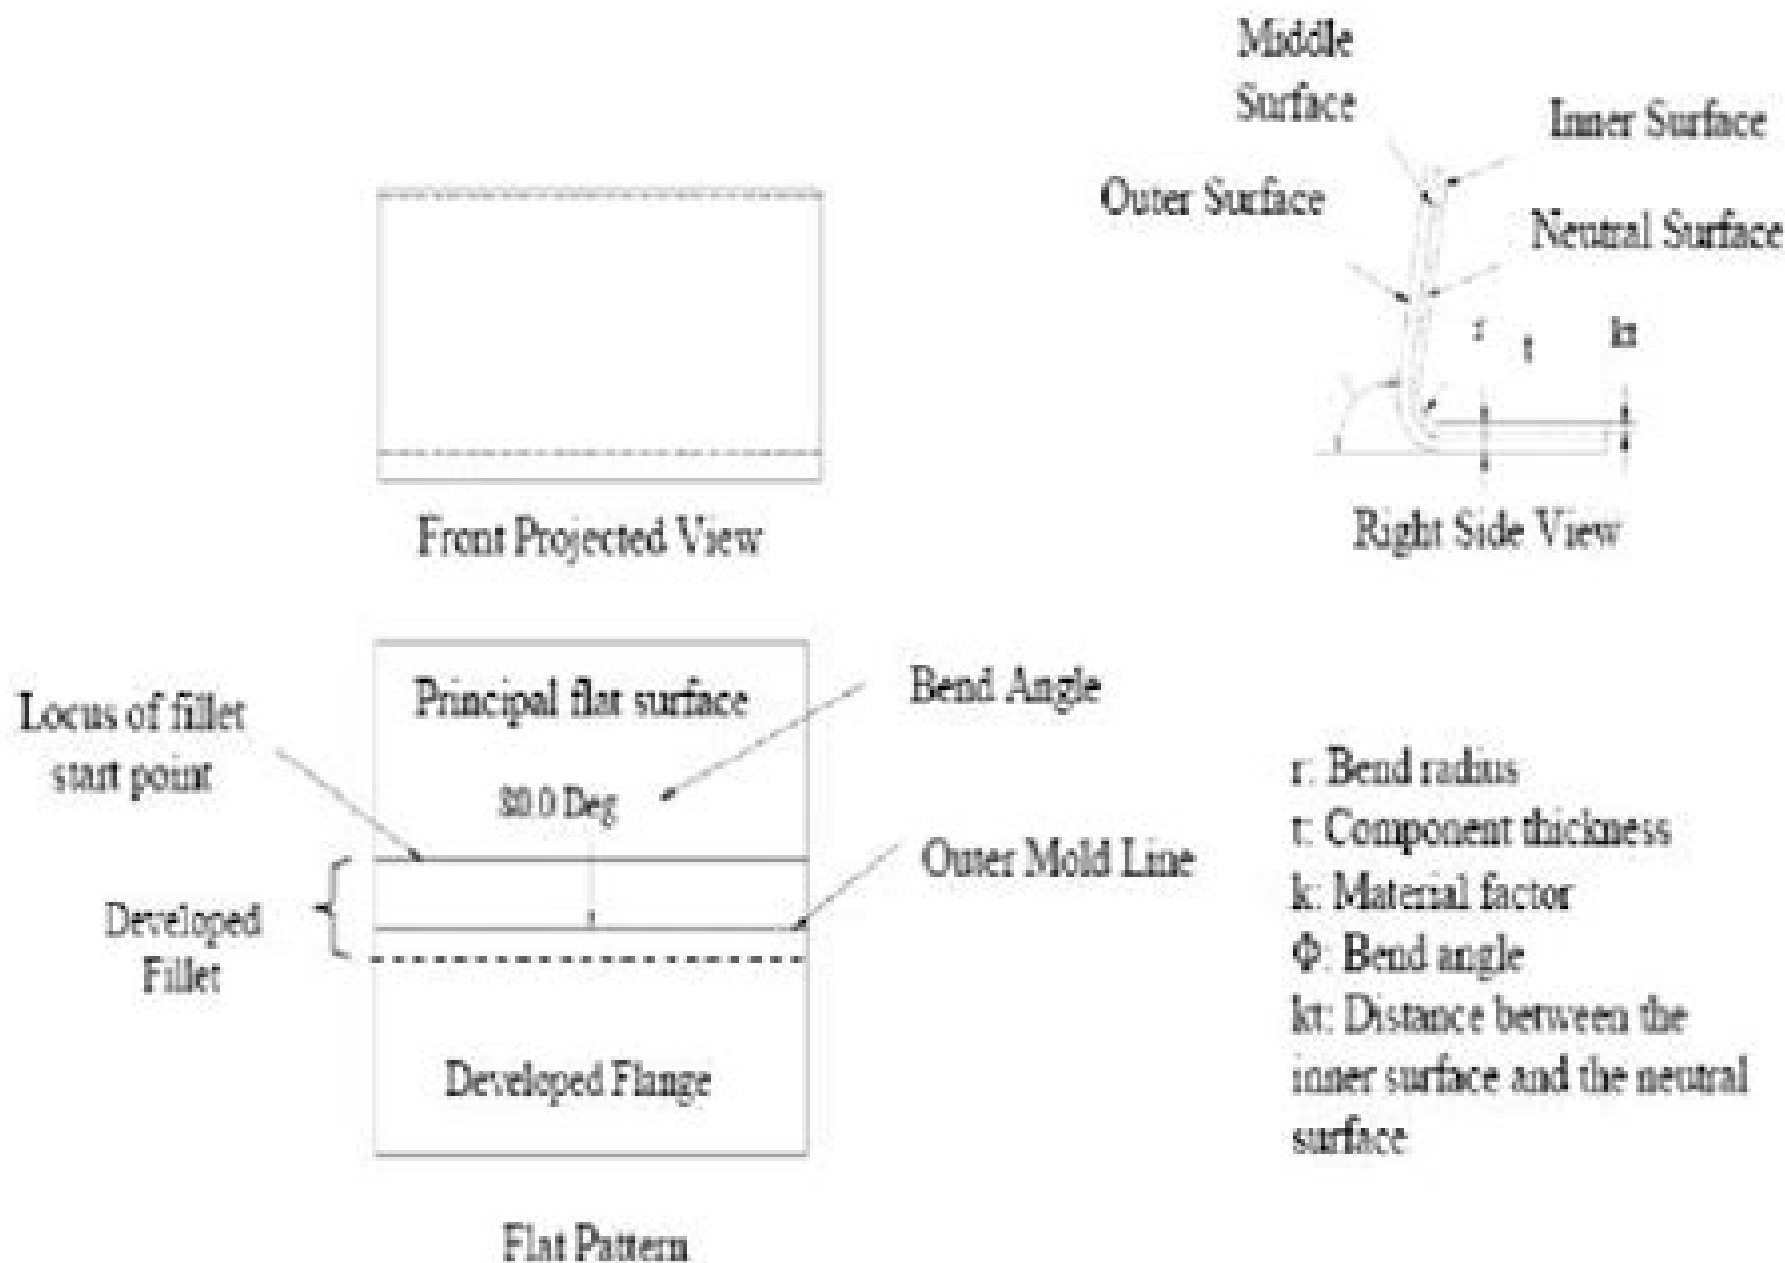 Middle
Surface
Inner Surface
Outer Surface
Neutral Surface
r
t
kt
Front Projected View
Right Side View
Principal flat surface
Bend Angle
Locus of fillet
start point
80.0 Deg
Outer Mold Line
Developed
Fillet
Developed Flange
Flat Pattern
r: Bend radius
t: Component thickness
k: Material factor
Φ: Bend angle
kt: Distance between the
inner surface and the neutral
surface